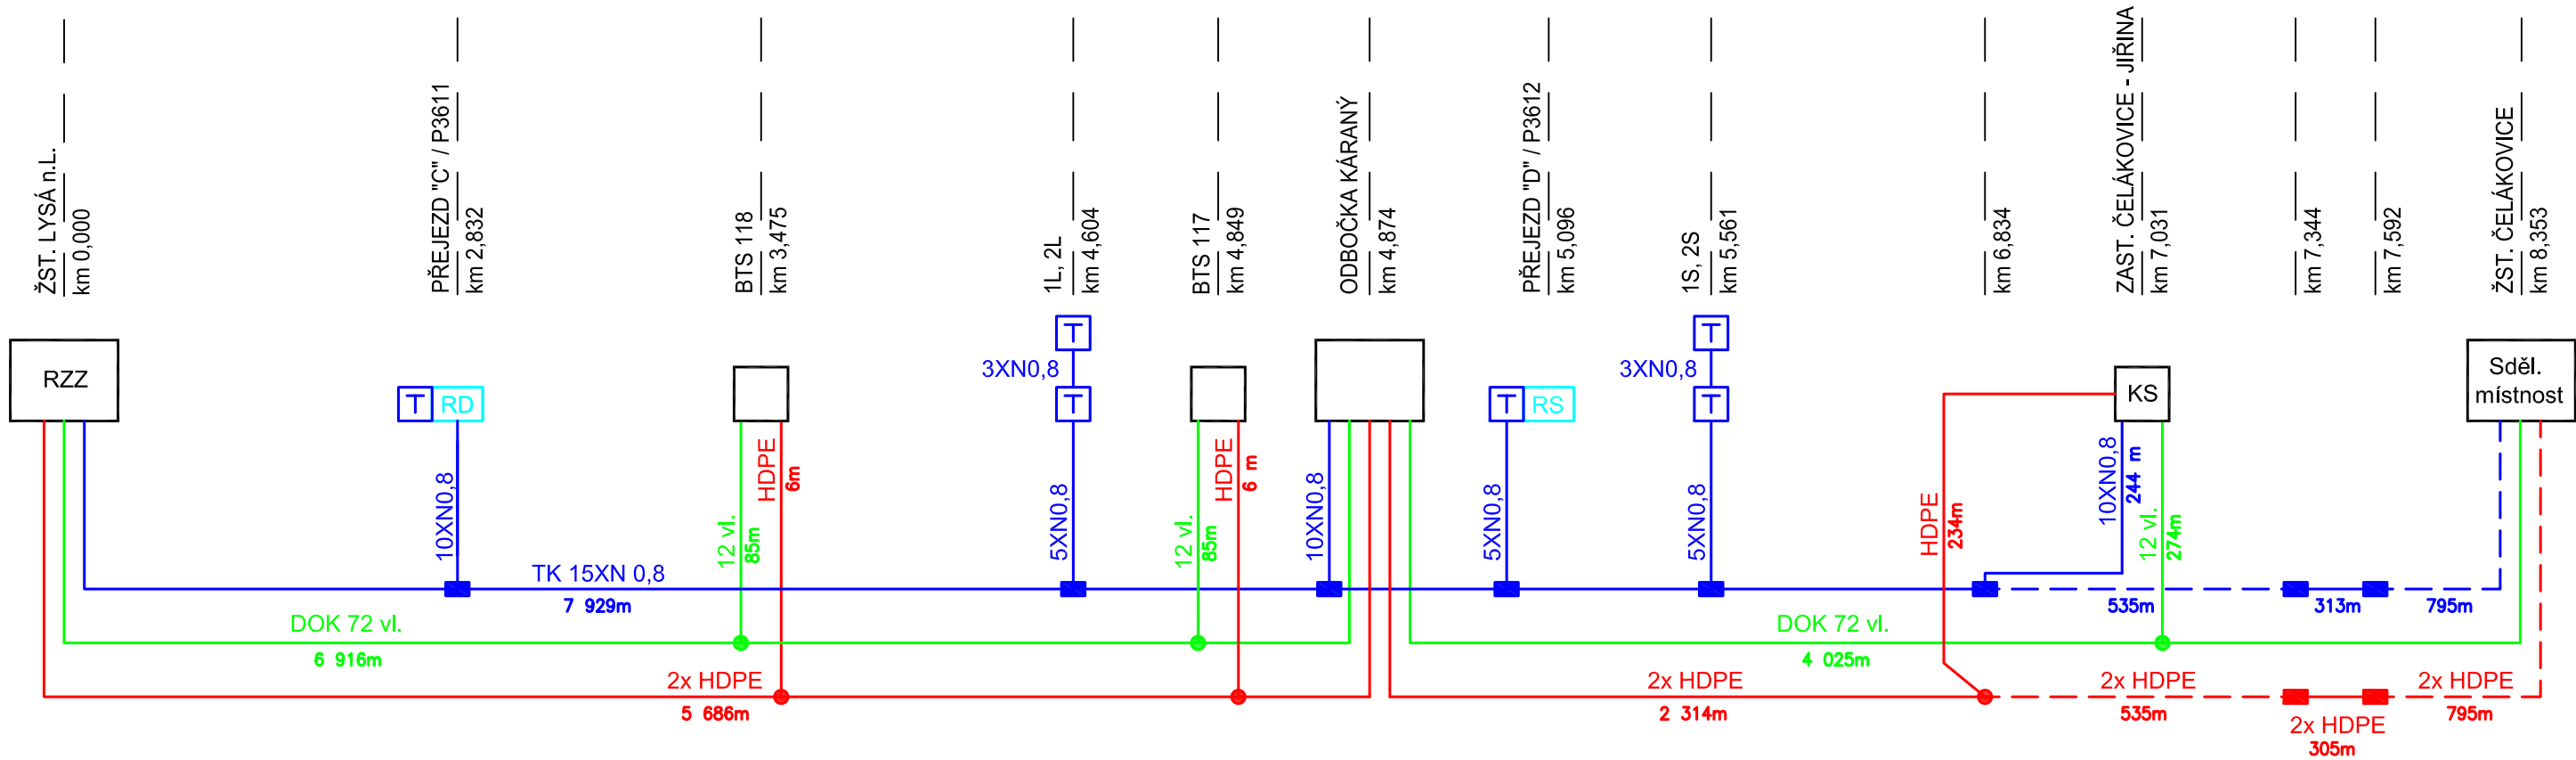 ŽST. LYSÁ n.L.
km 0,000
PŘEJEZD "C" / P3611
km 2,832
BTS 118
km 3,475
1L, 2L
km 4,604
BTS 117
km 4,849
ODBOČKA KÁRANÝ
km 4,874
PŘEJEZD "D" / P3612
km 5,096
1S, 2S
km 5,561
km 6,834
ZAST. ČELÁKOVICE - JIŘINA
km 7,031
km 7,344
km 7,592
ŽST. ČELÁKOVICE
km 8,353
RZZ
T
RD
T
3XN0,8
T
T
RS
T
3XN0,8
T
KS
Sděl.
místnost
10XN0,8
12 vl.
85m
HDPE
6m
5XN0,8
12 vl.
85m
HDPE
6 m
10XN0,8
5XN0,8
5XN0,8
HDPE
234m
10XN0,8
244 m
12 vl.
274m
TK 15XN 0,8
7 929m
535m
313m
795m
DOK 72 vl.
6 916m
DOK 72 vl.
4 025m
2x HDPE
5 686m
2x HDPE
2 314m
2x HDPE
535m
2x HDPE
305m
2x HDPE
795m